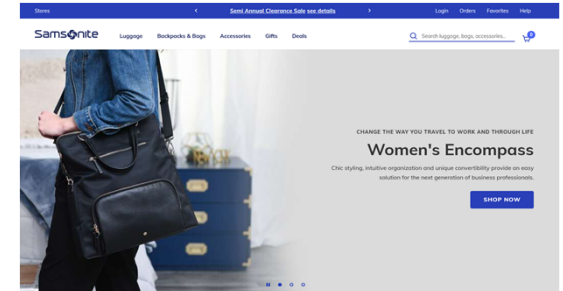 Stores
Semi Annual Clearance Sale see details
Login Orders Favorites Help
Samsonite
Luggage Backpacks & Bags Accessories Gifts Deals
Search luggage, bags, accessories...
0
CHANGE THE WAY YOU TRAVEL TO WORK AND THROUGH LIFE
Women's Encompass
Chic styling, intuitive organization and unique convertibility provide an easy
solution for the next generation of business professionals.
SHOP NOW